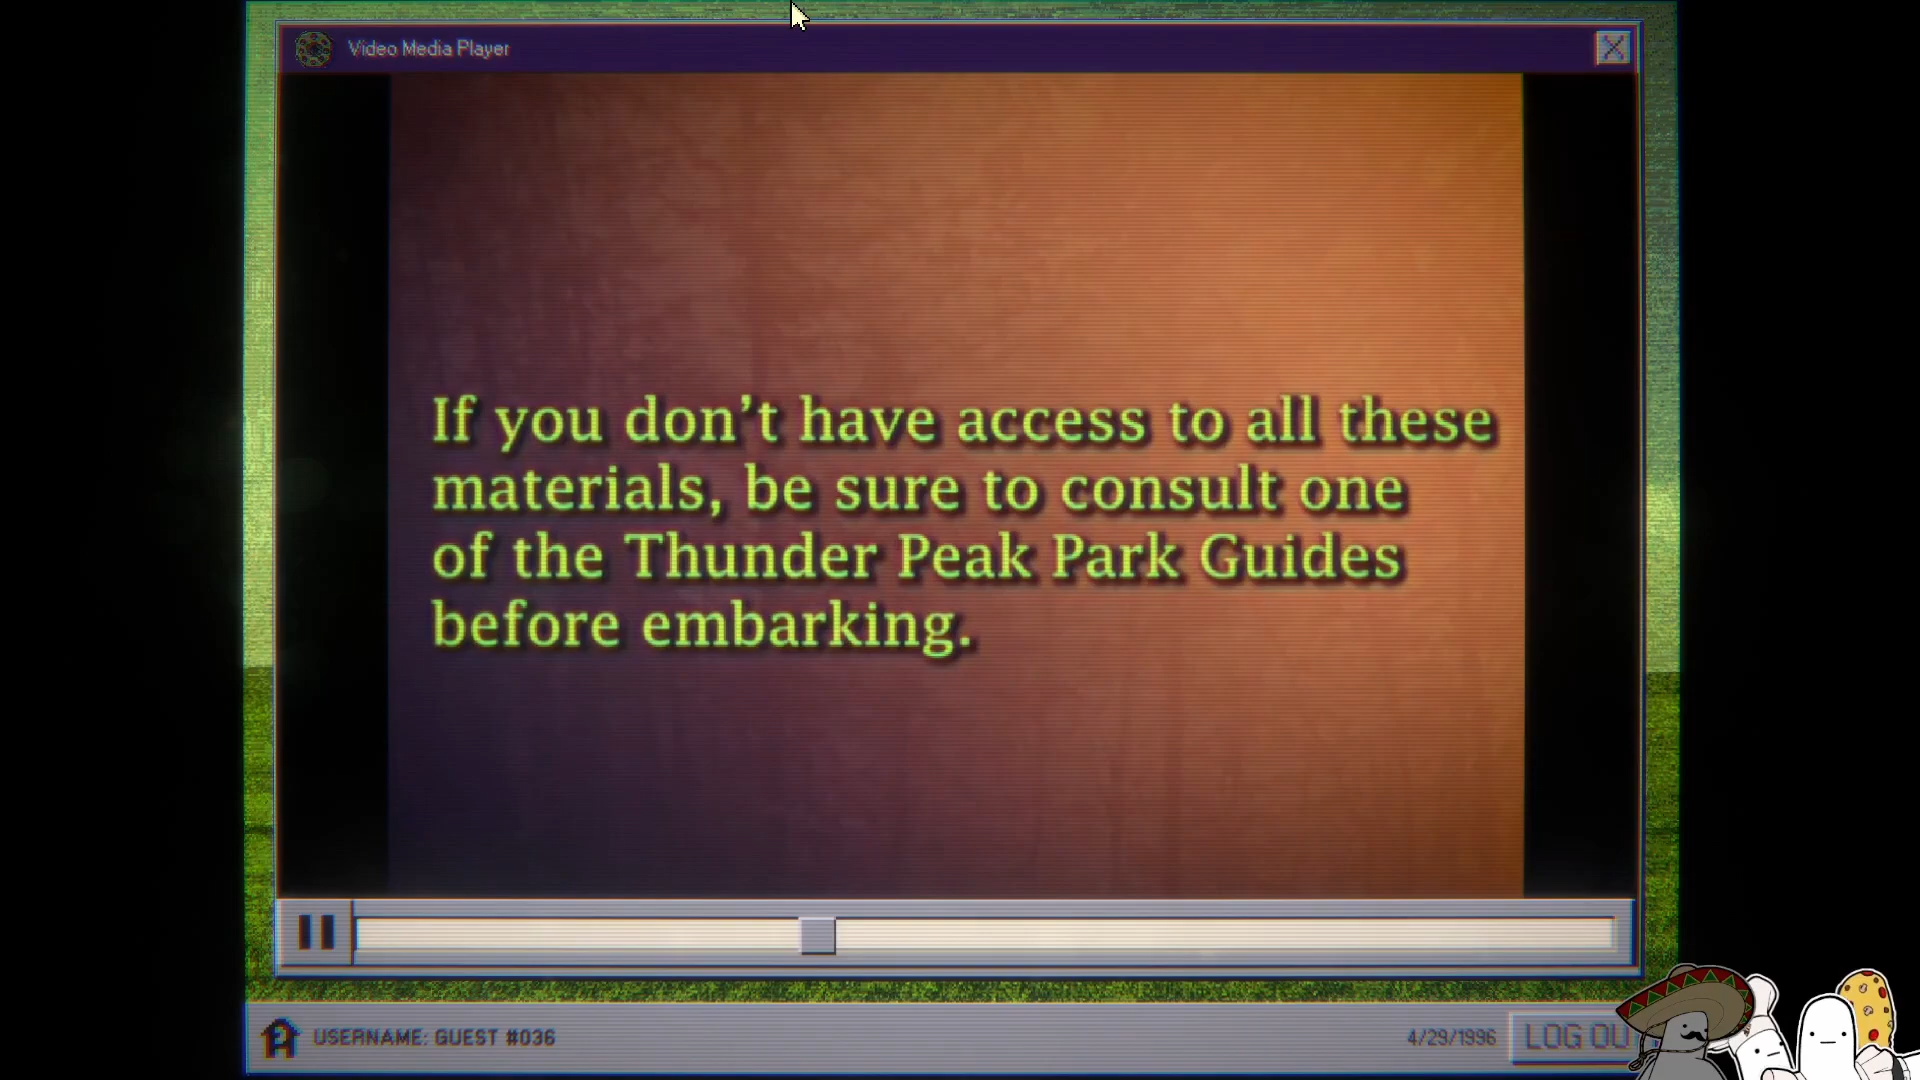 Video Media Player
If you don't have access to all these
materials, be sure to consult one
of the Thunder Peak Park Guides
before embarking.
USERNAME: GUEST #036
4/29/1996
LOG OU